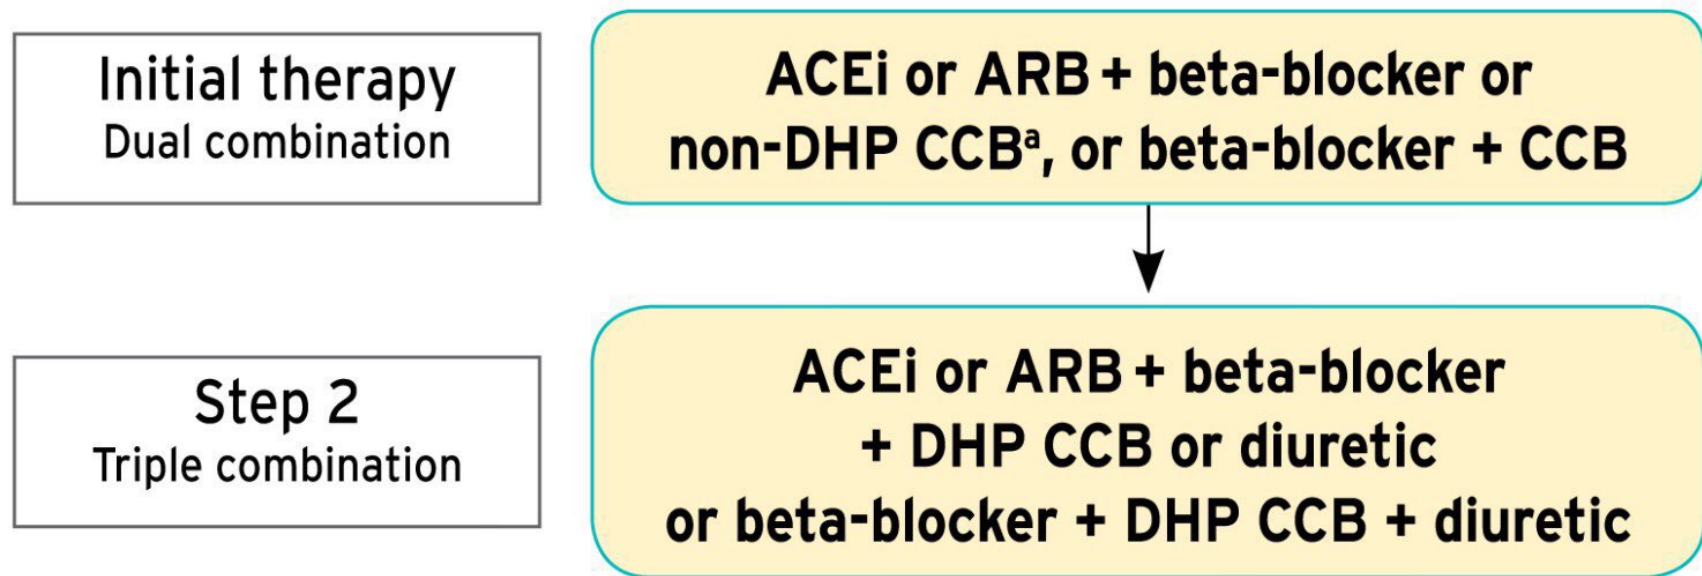 Initial therapy
Dual combination
ACEi or ARB + beta-blocker or
non-DHP CCBᵃ, or beta-blocker + CCB
Step 2
Triple combination
ACEi or ARB + beta-blocker
+ DHP CCB or diuretic
or beta-blocker + DHP CCB + diuretic